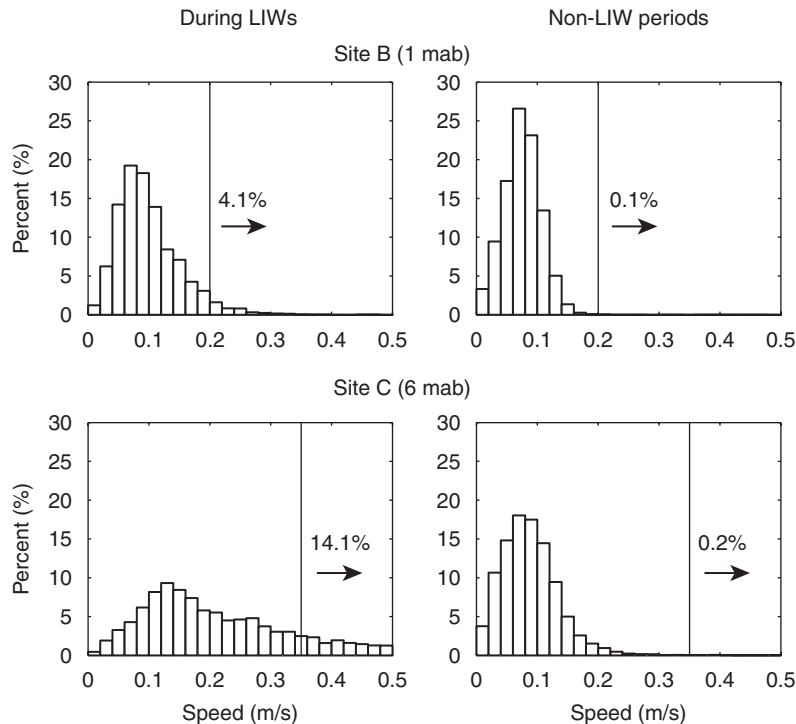 During LIWs
Non-LIW periods
Site B (1 mab)
Percent (%)
30
25
20
15
10
5
0
4.1%
0 0.1 0.2 0.3 0.4 0.5
30
25
20
15
10
5
0
0.1%
0 0.1 0.2 0.3 0.4 0.5
Site C (6 mab)
Percent (%)
30
25
20
15
10
5
0
14.1%
0 0.1 0.2 0.3 0.4 0.5
Speed (m/s)
30
25
20
15
10
5
0
0.2%
0 0.1 0.2 0.3 0.4 0.5
Speed (m/s)